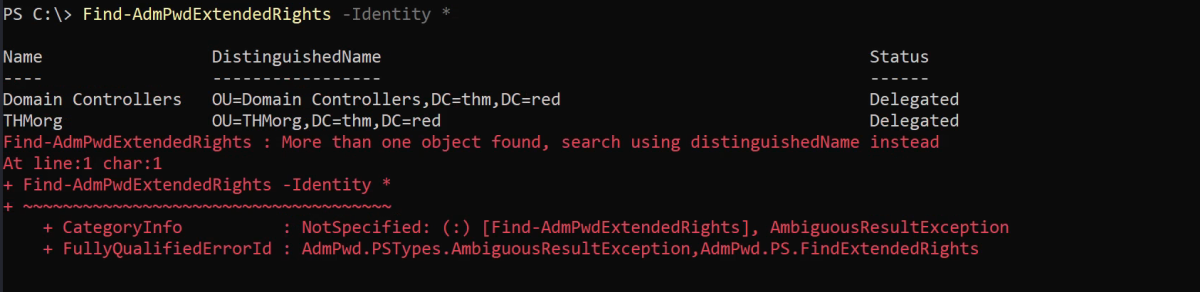 PS C:\> Find-AdmPwdExtendedRights -Identity *
Name DistinguishedName Status
---- ----------------- ------
Domain Controllers OU=Domain Controllers,DC=thm,DC=red Delegated
THMorg OU=THMorg,DC=thm,DC=red Delegated
Find-AdmPwdExtendedRights : More than one object found, search using distinguishedName instead
At line:1 char:1
+ Find-AdmPwdExtendedRights -Identity *
+ ~~~~~~~~~~~~~~~~~~~~~~~~~~~~~~~~~~~~~
+ CategoryInfo : NotSpecified: (:) [Find-AdmPwdExtendedRights], AmbiguousResultException
+ FullyQualifiedErrorId : AdmPwd.PSTypes.AmbiguousResultException,AdmPwd.PS.FindExtendedRights